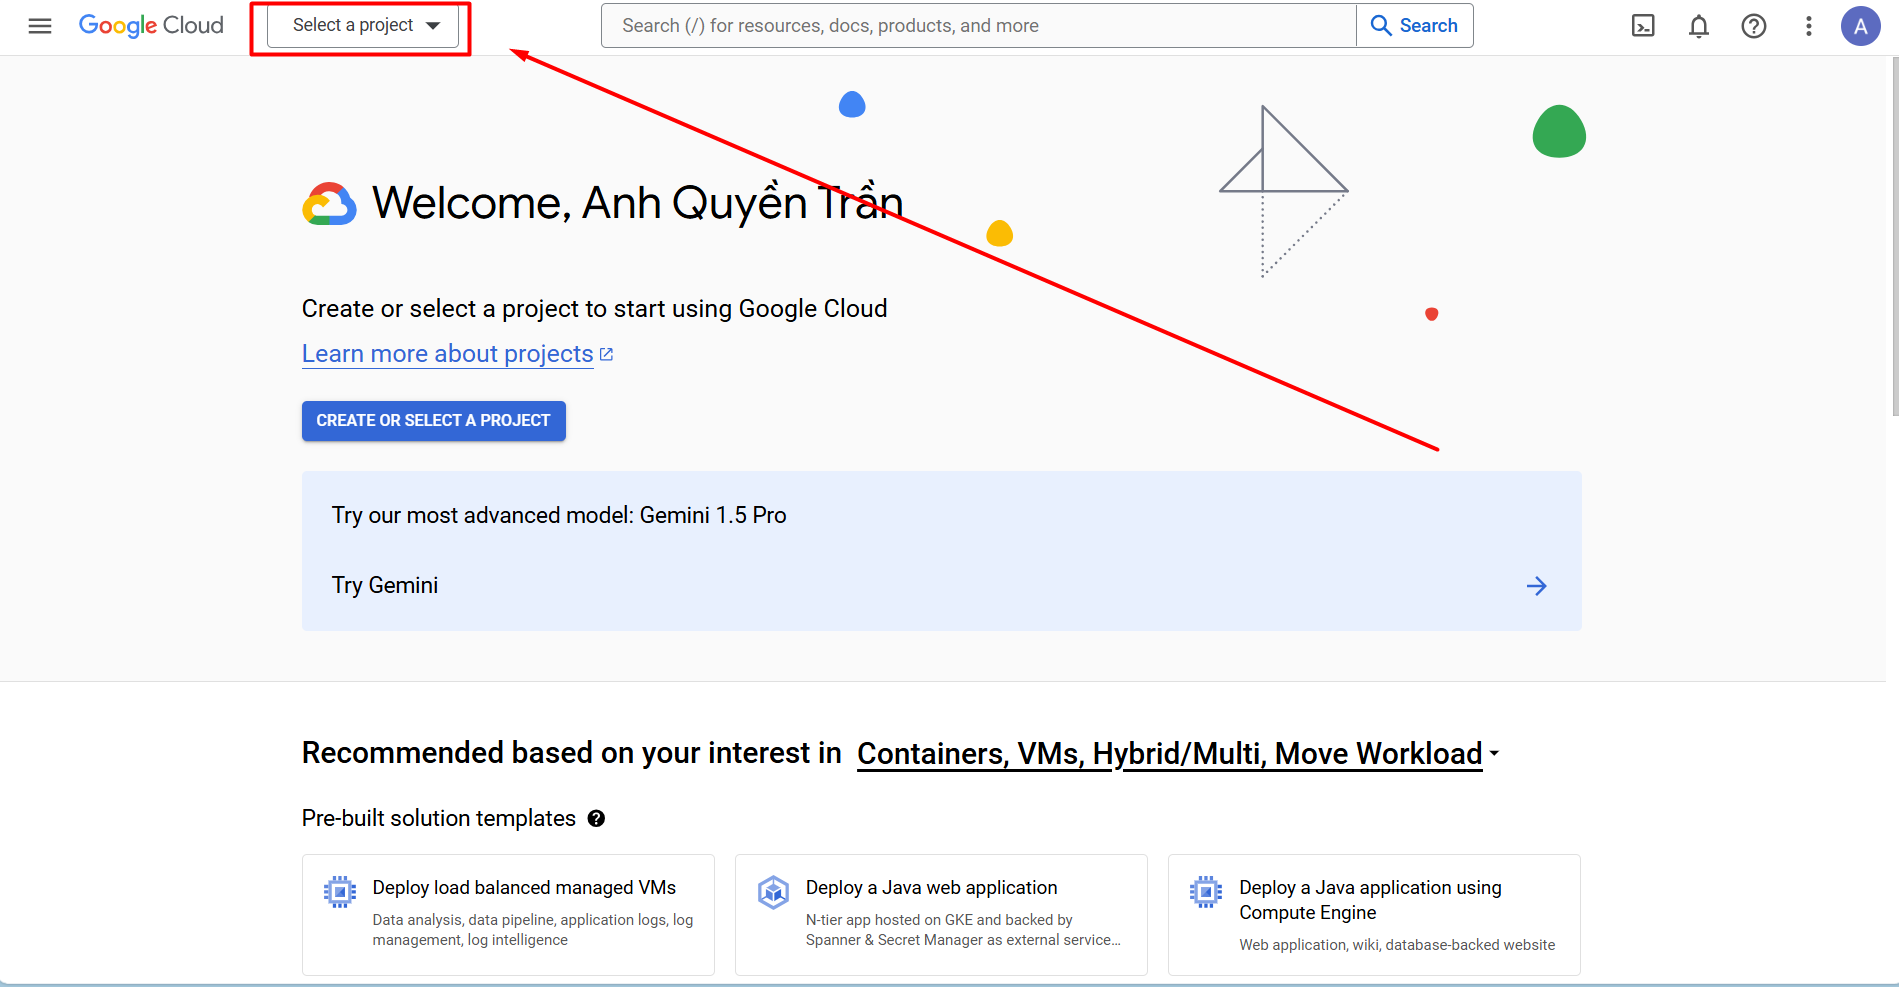 Google Cloud
Select a project
Search (/) for resources, docs, products, and more
Search
A
Welcome, Anh Quyền Trần
Create or select a project to start using Google Cloud
Learn more about projects
CREATE OR SELECT A PROJECT
Try our most advanced model: Gemini 1.5 Pro
Try Gemini
Recommended based on your interest in Containers, VMs, Hybrid/Multi, Move Workload
Pre-built solution templates
Deploy load balanced managed VMs
Data analysis, data pipeline, application logs, log
management, log intelligence
Deploy a Java web application
N-tier app hosted on GKE and backed by
Spanner & Secret Manager as external service...
Deploy a Java application using
Compute Engine
Web application, wiki, database-backed website